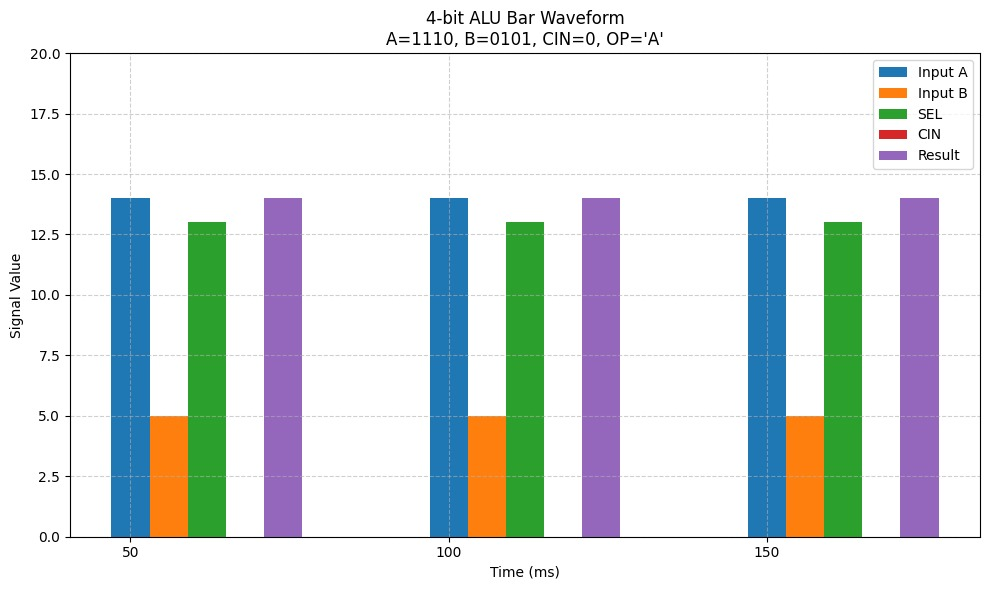 4-bit ALU Bar Waveform
A=1110, B=0101, CIN=0, OP='A'
Input A
Input B
SEL
CIN
Result
Signal Value
20.0
17.5
15.0
12.5
10.0
7.5
5.0
2.5
0.0
50
100
150
Time (ms)